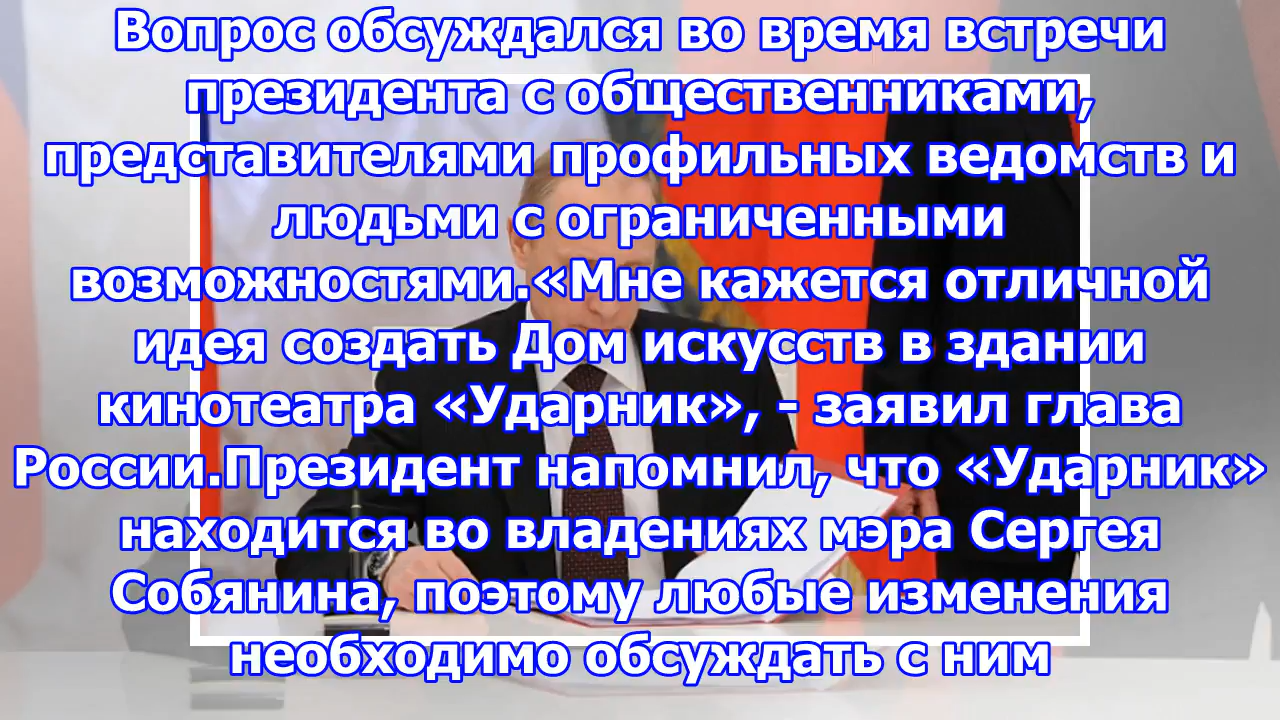 Вопрос обсуждался во время встречи
президента с общественниками,
представителями профильных ведомств и
людьми с ограниченными
возможностями.«Мне кажется отличной
идея создать Дом искусств в здании
кинотеатра «Ударник», - заявил глава
России.Президент напомнил, что «Ударник»
находится во владениях мэра Сергея
Собянина, поэтому любые изменения
необходимо обсуждать с ним